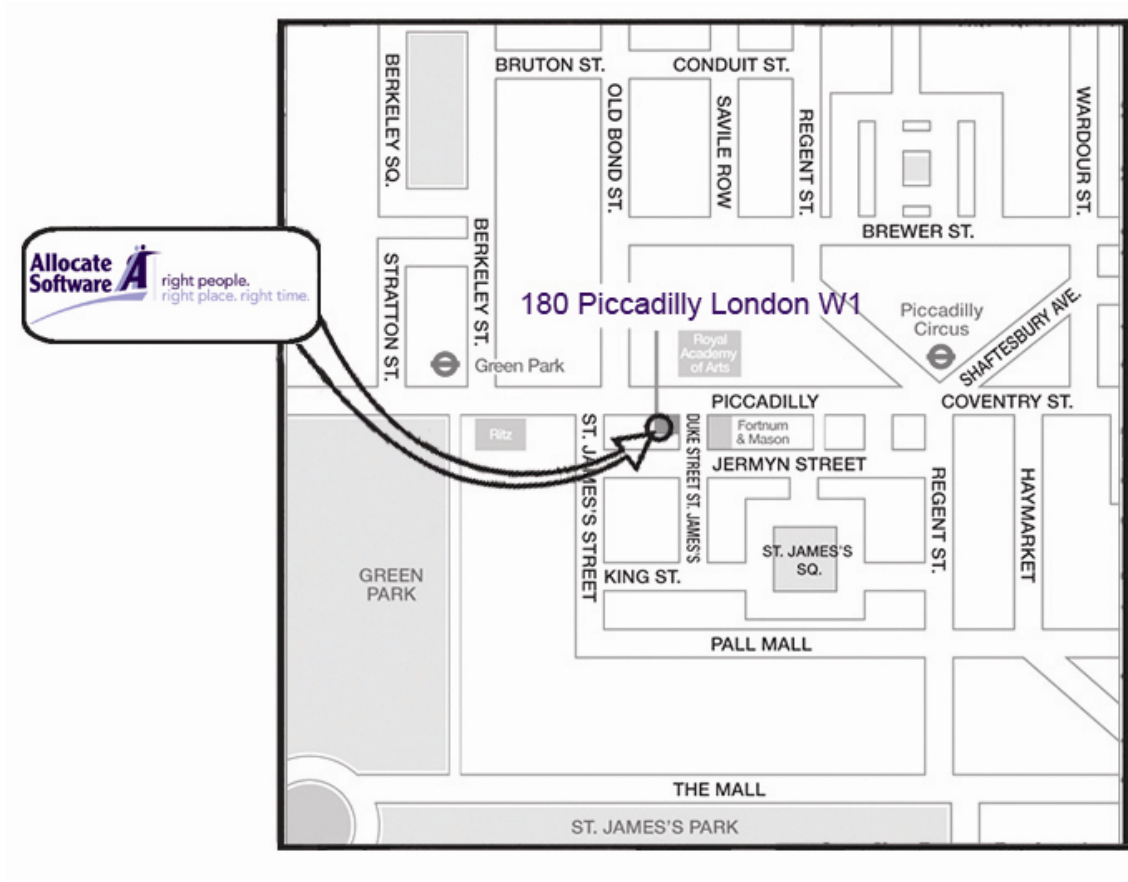 BRUTON ST.
CONDUIT ST.
BERKELEY SQ.
OLD BOND ST.
SAVILE ROW
REGENT ST.
WARDOUR ST.
BREWER ST.
BERKELEY ST.
STRATTON ST.
Allocate
Software
right people.
right place. right time.
180 Piccadilly London W1
Piccadilly
Circus
SHAFTESBURY AVE.
Royal
Academy
of Arts
Green Park
PICCADILLY
COVENTRY ST.
Ritz
ST. JAMES'S STREET
DUKE STREET ST. JAMES'S
Fortnum
& Mason
JERMYN STREET
REGENT ST.
HAYMARKET
ST. JAMES'S
SQ.
GREEN
PARK
KING ST.
PALL MALL
THE MALL
ST. JAMES'S PARK